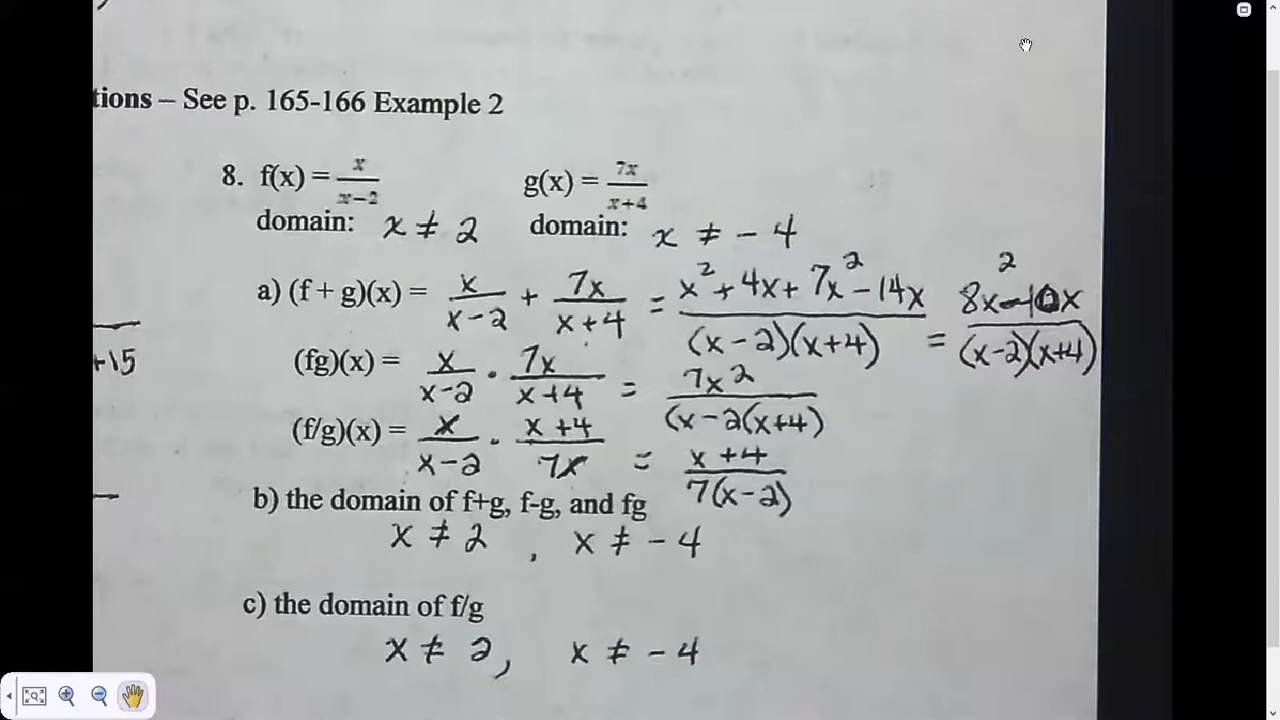 tions – See p. 165-166 Example 2
8. f(x) = x/(x−2) g(x) = 7x/(x+4)
domain: x ≠ 2 domain: x ≠ -4
a) (f + g)(x) = x/(x-2) + 7x/(x+4) = (x² + 4x + 7x² - 14x)/((x-2)(x+4)) = (8x² - 10x)/((x-2)(x+4))
+15
(fg)(x) = x/(x-2) · 7x/(x+4) = 7x²/((x-2(x+4))
(f/g)(x) = x/(x-2) · (x+4)/7x = (x+4)/(7(x-2))
b) the domain of f+g, f-g, and fg
x ≠ 2 , x ≠ -4
c) the domain of f/g
x ≠ 2, x ≠ -4